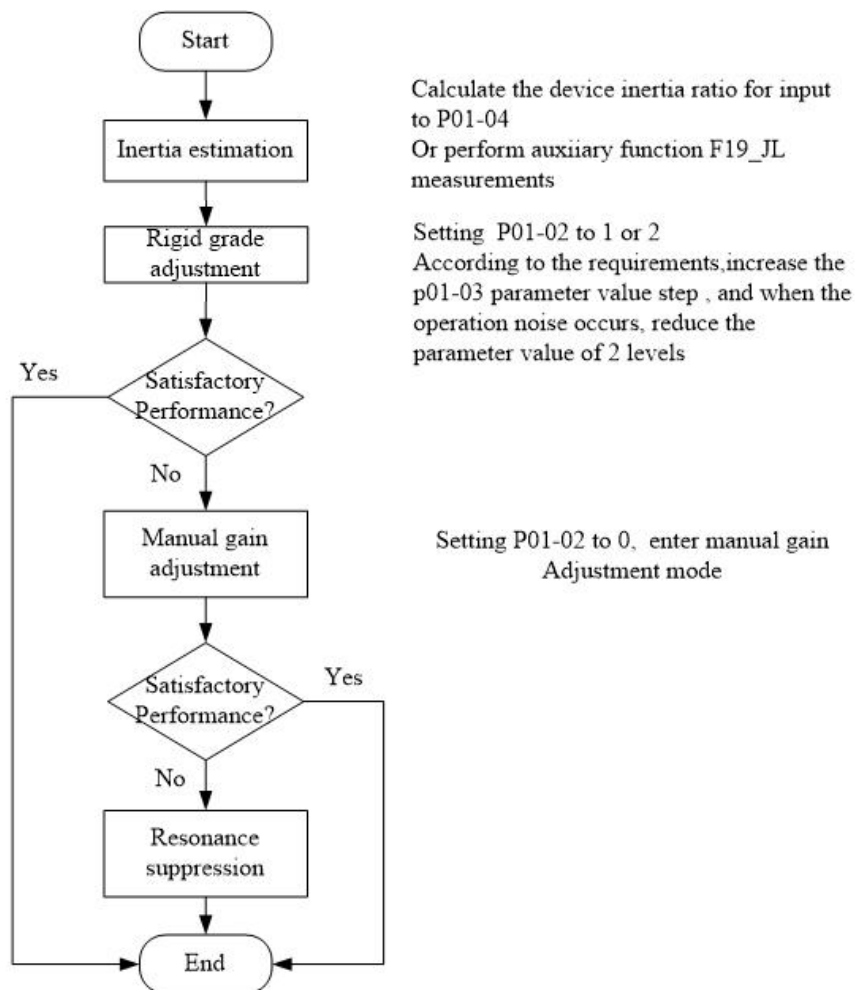 Start
Calculate the device inertia ratio for input
to P01-04
Or perform auxiiary function F19_JL
measurements
Inertia estimation
Rigid grade
adjustment
Setting P01-02 to 1 or 2
According to the requirements,increase the
p01-03 parameter value step , and when the
operation noise occurs, reduce the
parameter value of 2 levels
Yes
Satisfactory
Performance?
No
Manual gain
adjustment
Setting P01-02 to 0, enter manual gain
Adjustment mode
Satisfactory
Performance?
Yes
No
Resonance
suppression
End